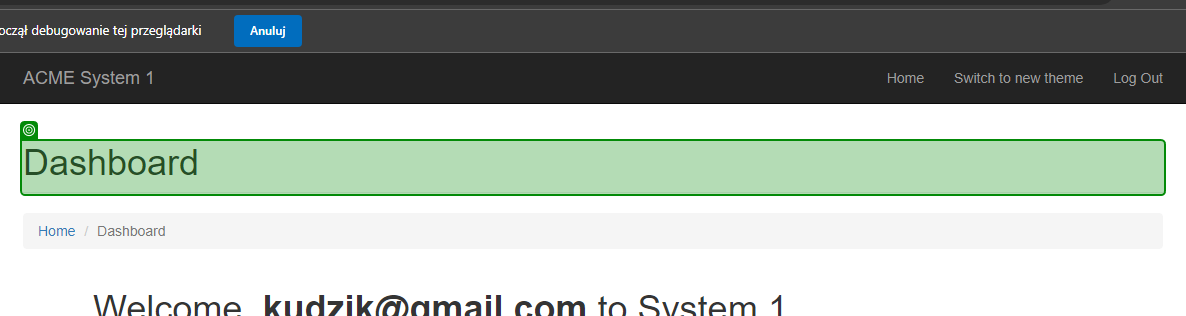 oczął debugowanie tej przeglądarki Anuluj
ACME System 1 Home Switch to new theme Log Out
Dashboard
Home / Dashboard
Welcome, kudzik@gmail.com to System 1